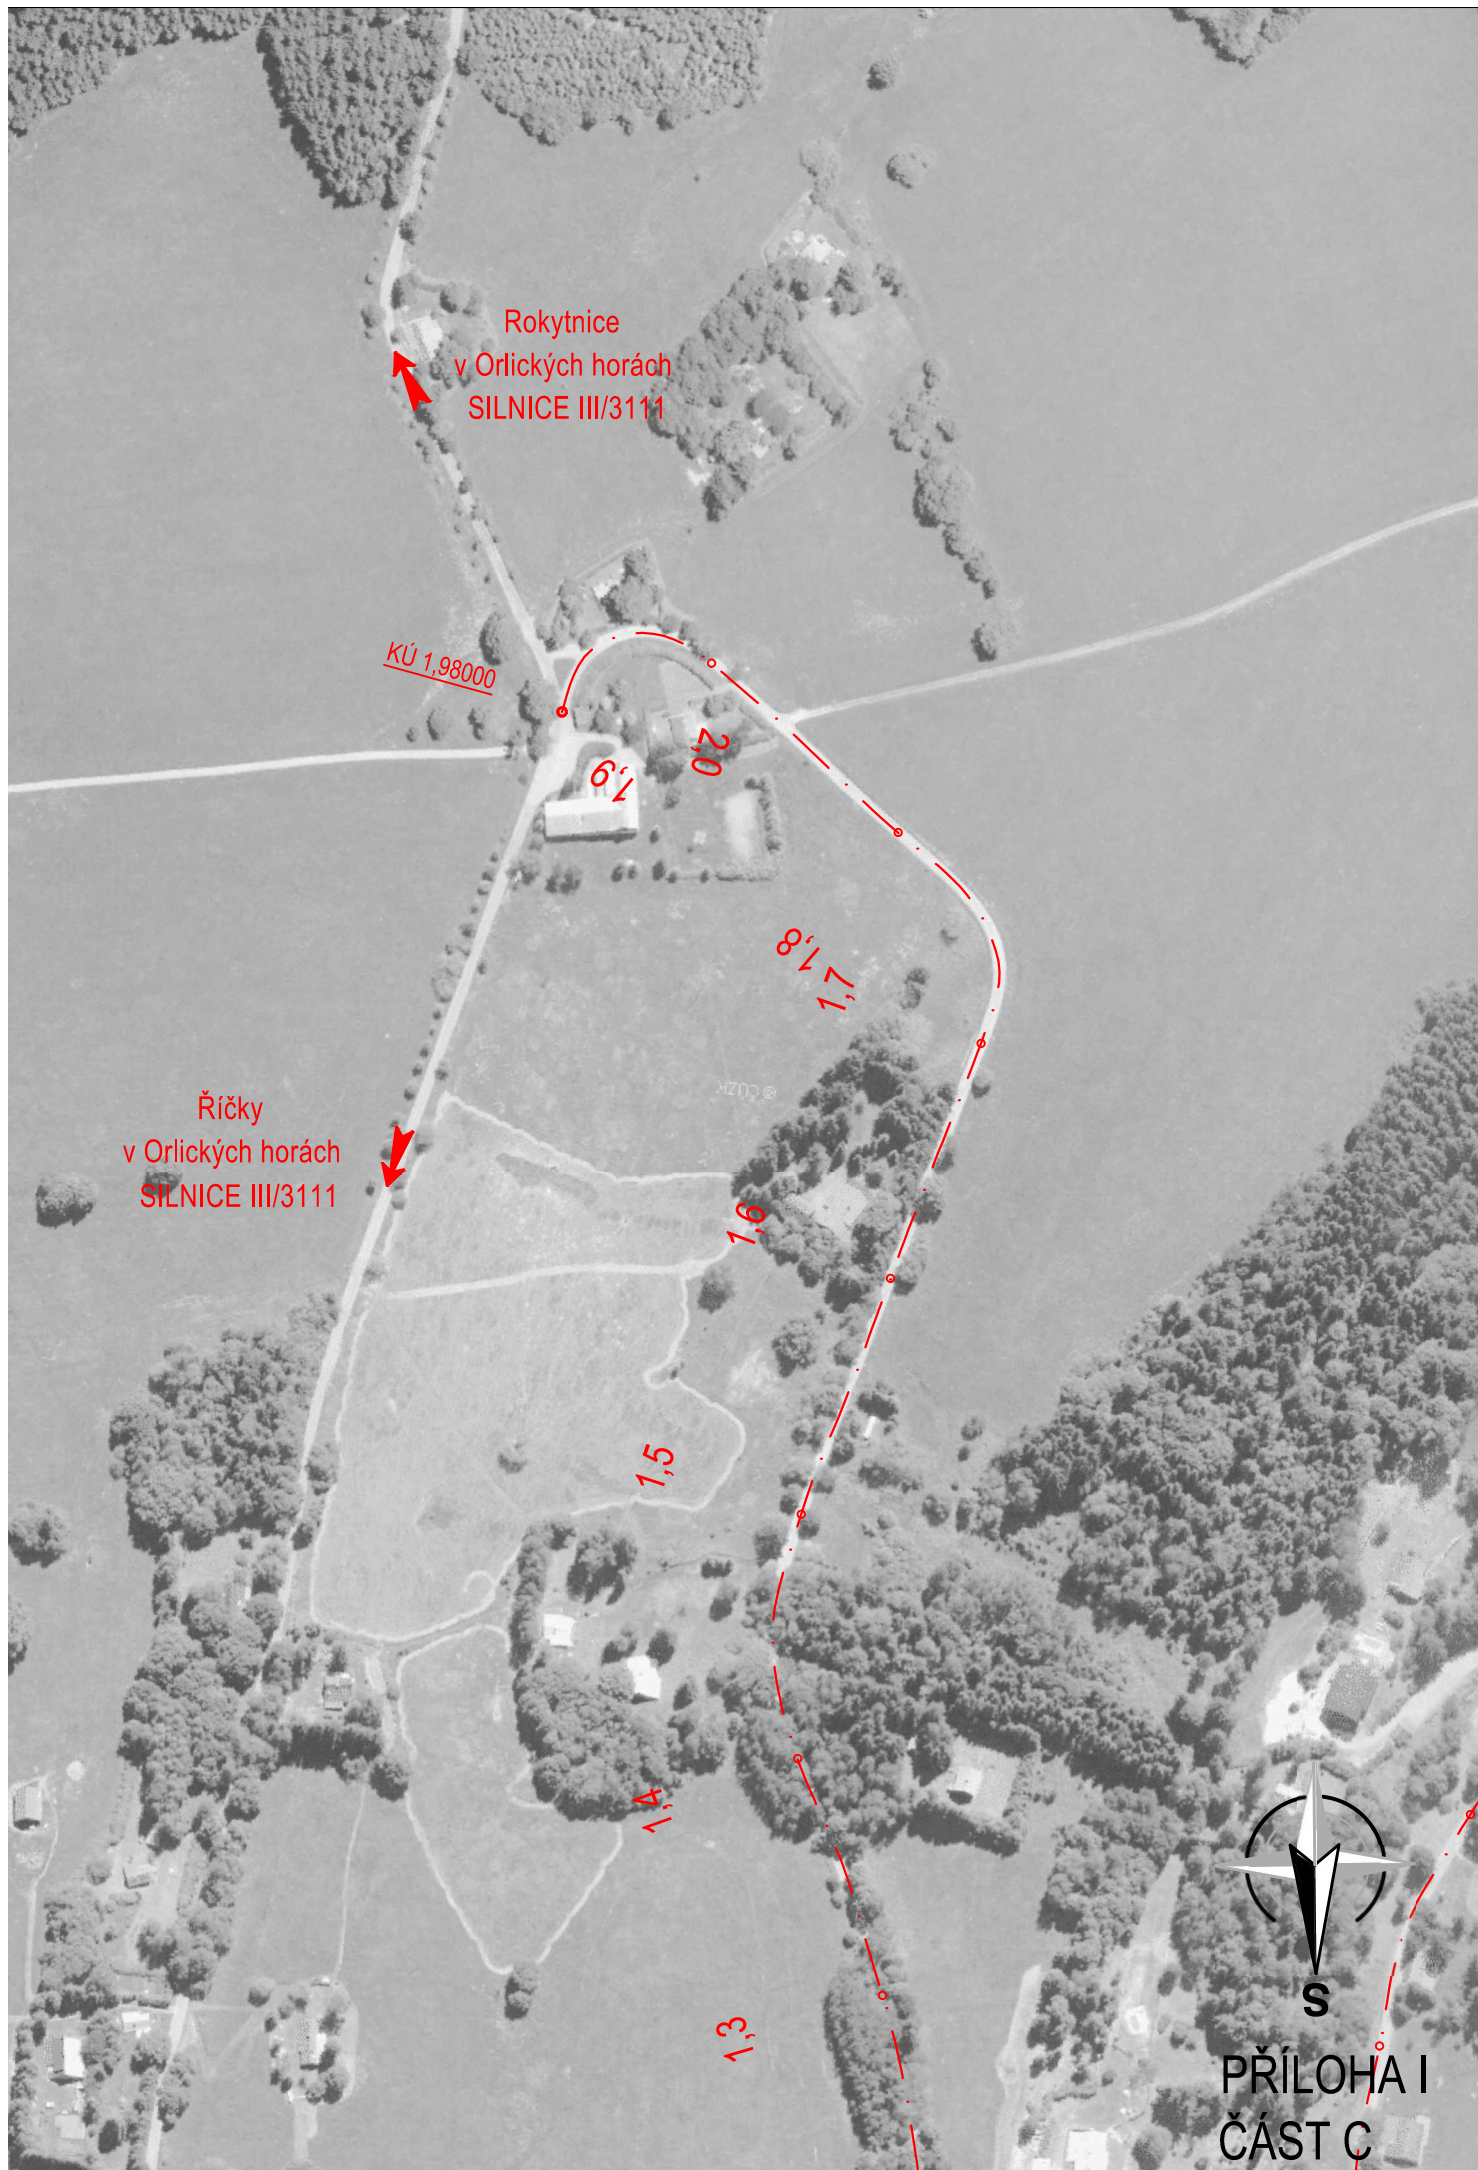 Rokytnice
v Orlických horách
SILNICE III/3111
KÚ 1,98000
2,0
1,9
1,8
1,7
© ČÚZK
Říčky
v Orlických horách
SILNICE III/3111
1,6
1,5
1,4
1,3
S
PŘÍLOHA I
ČÁST C